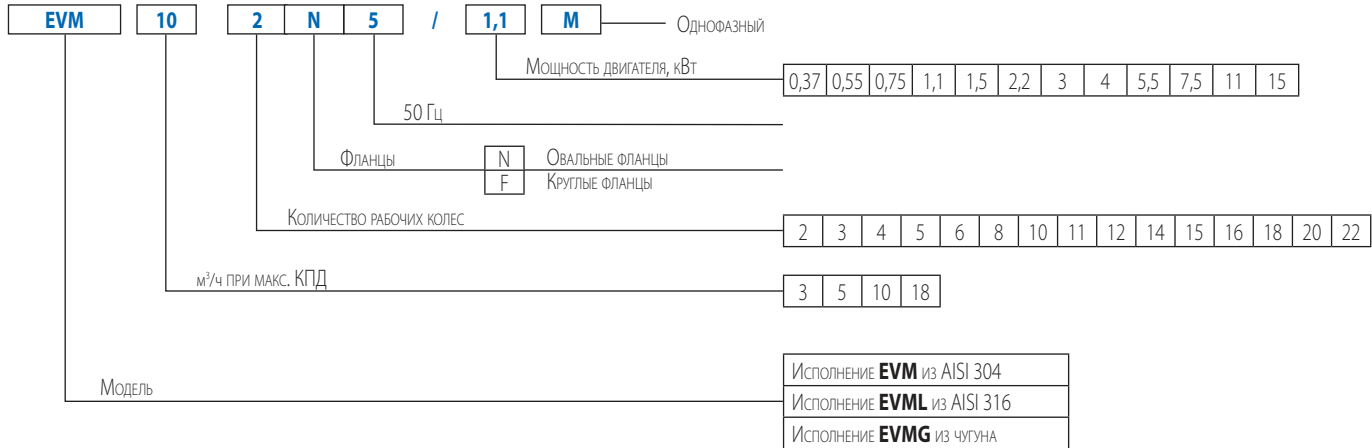 EVM 10 2 N 5 / 1,1 M Однофазный
Мощность двигателя, кВт 0,37 0,55 0,75 1,1 1,5 2,2 3 4 5,5 7,5 11 15
50 Гц
Фланцы N Овальные фланцы
F Круглые фланцы
Количество рабочих колес 2 3 4 5 6 8 10 11 12 14 15 16 18 20 22
м³/ч при макс. КПД 3 5 10 18
Исполнение EVM из AISI 304
Модель Исполнение EVML из AISI 316
Исполнение EVMG из чугуна